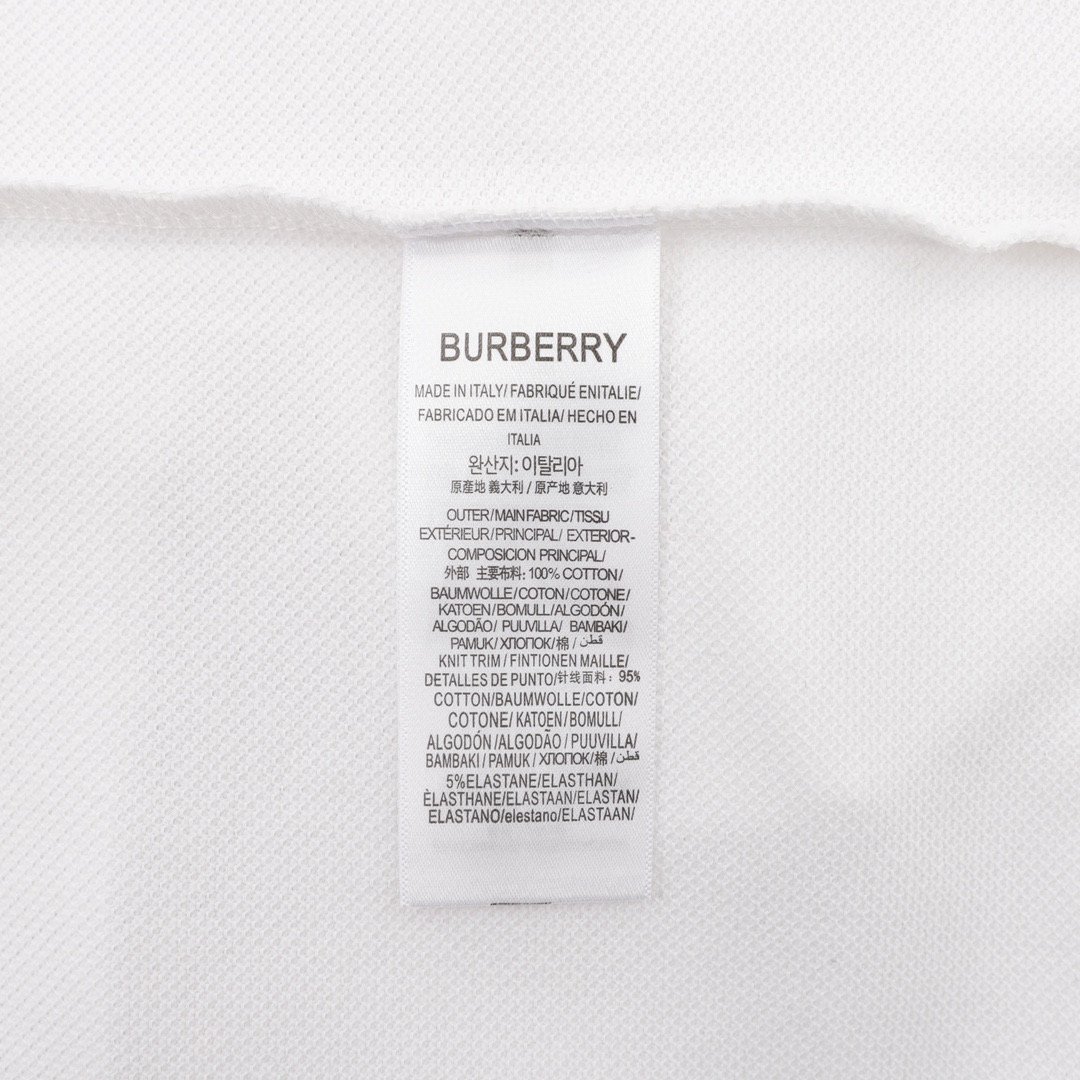 BURBERRY
MADE IN ITALY/ FABRIQUÉ ENITALIE/
FABRICADO EM ITALIA/ HECHO EN
ITALIA
완산지: 이탈리아
原產地 義大利 / 原产地 意大利
OUTER/MAIN FABRIC/TISSU
EXTÉRIEUR/PRINCIPAL/ EXTERIOR-
COMPOSICION PRINCIPAL/
外部 主要布料: 100% COTTON/
BAUMWOLLE/COTON/COTONE/
KATOEN/BOMULL/ALGODÓN/
ALGODÃO/ PUUVILLA/ BAMBAKI/
PAMUK/ХЛОПОК/棉/ قطن/
KNIT TRIM/ FINTIONEN MAILLE/
DETALLES DE PUNTO/针线面料: 95%
COTTON/BAUMWOLLE/COTON/
COTONE/ KATOEN/BOMULL/
ALGODÓN/ALGODÃO/ PUUVILLA/
BAMBAKI/ PAMUK/ ХЛОПОК/棉/ قطن/
5%ELASTANE/ELASTHAN/
ÈLASTHANE/ELASTAAN/ELASTAN/
ELASTANO/elestano/ELASTAAN/